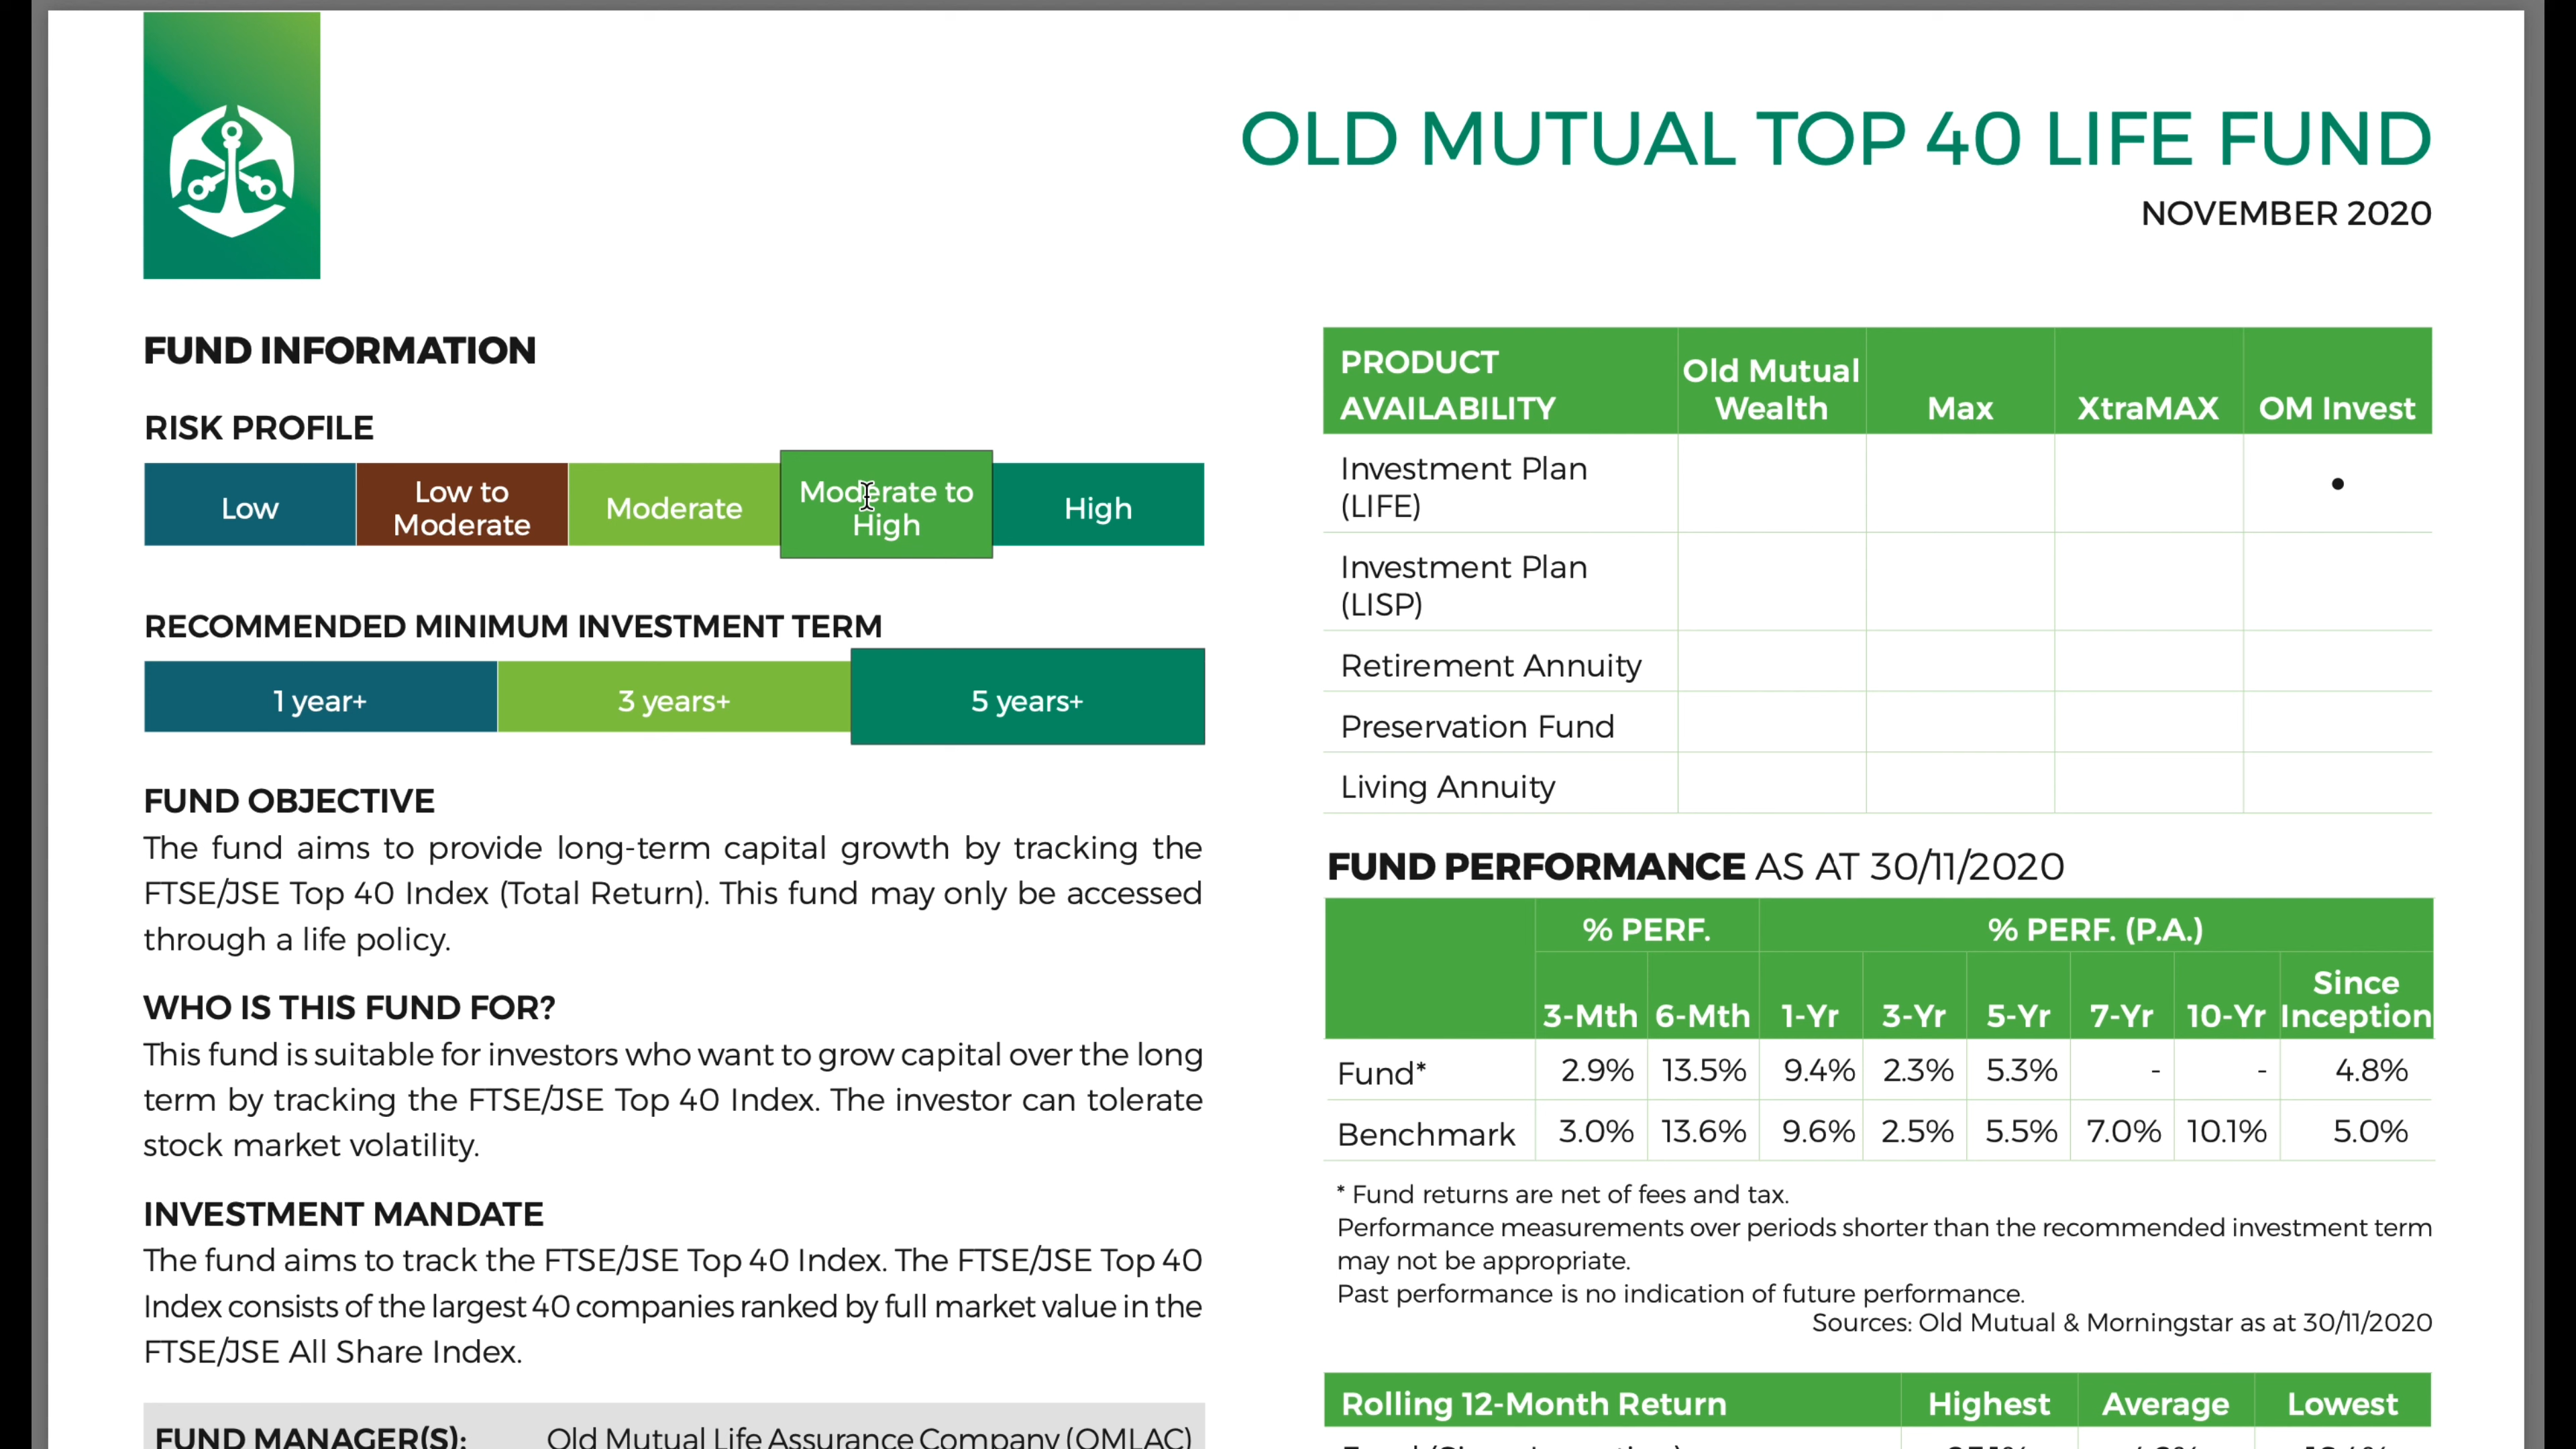 OLD MUTUAL TOP 40 LIFE FUND
NOVEMBER 2020
FUND INFORMATION
RISK PROFILE
Low
Low to
Moderate
Moderate
Moderate to
High
High
RECOMMENDED MINIMUM INVESTMENT TERM
1 year+
3 years+
5 years+
FUND OBJECTIVE
The fund aims to provide long-term capital growth by tracking the
FTSE/JSE Top 40 Index (Total Return). This fund may only be accessed
through a life policy.
WHO IS THIS FUND FOR?
This fund is suitable for investors who want to grow capital over the long
term by tracking the FTSE/JSE Top 40 Index. The investor can tolerate
stock market volatility.
INVESTMENT MANDATE
The fund aims to track the FTSE/JSE Top 40 Index. The FTSE/JSE Top 40
Index consists of the largest 40 companies ranked by full market value in the
FTSE/JSE All Share Index.
FUND MANAGER(S): Old Mutual Life Assurance Company (OMLAC)
PRODUCT
AVAILABILITY
Old Mutual
Wealth
Max
XtraMAX
OM Invest
Investment Plan
(LIFE)
•
Investment Plan
(LISP)
Retirement Annuity
Preservation Fund
Living Annuity
FUND PERFORMANCE AS AT 30/11/2020
% PERF. % PERF. (P.A.)
3-Mth 6-Mth 1-Yr 3-Yr 5-Yr 7-Yr 10-Yr Since
Inception
Fund* 2.9% 13.5% 9.4% 2.3% 5.3% - - 4.8%
Benchmark 3.0% 13.6% 9.6% 2.5% 5.5% 7.0% 10.1% 5.0%
* Fund returns are net of fees and tax.
Performance measurements over periods shorter than the recommended investment term
may not be appropriate.
Past performance is no indication of future performance.
Sources: Old Mutual & Morningstar as at 30/11/2020
Rolling 12-Month Return Highest Average Lowest